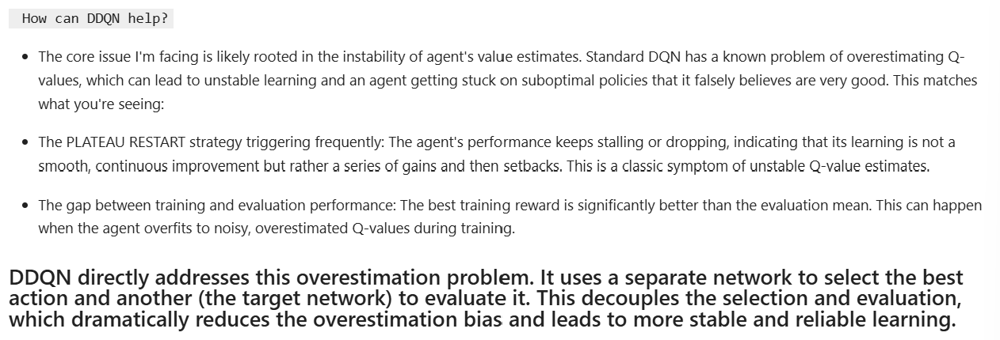 How can DDQN help?
• The core issue I'm facing is likely rooted in the instability of agent's value estimates. Standard DQN has a known problem of overestimating Q-
values, which can lead to unstable learning and an agent getting stuck on suboptimal policies that it falsely believes are very good. This matches
what you're seeing:
• The PLATEAU RESTART strategy triggering frequently: The agent's performance keeps stalling or dropping, indicating that its learning is not a
smooth, continuous improvement but rather a series of gains and then setbacks. This is a classic symptom of unstable Q-value estimates.
• The gap between training and evaluation performance: The best training reward is significantly better than the evaluation mean. This can happen
when the agent overfits to noisy, overestimated Q-values during training.
DDQN directly addresses this overestimation problem. It uses a separate network to select the best
action and another (the target network) to evaluate it. This decouples the selection and evaluation,
which dramatically reduces the overestimation bias and leads to more stable and reliable learning.